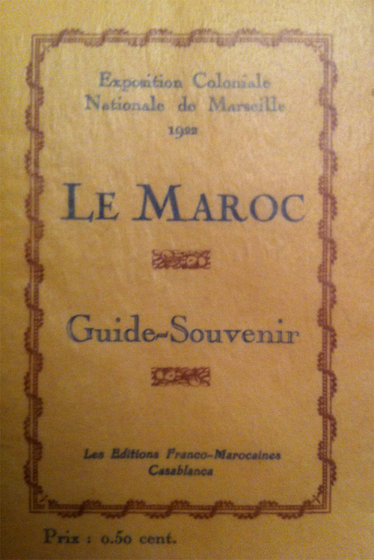 Exposition Coloniale
Nationale de Marseille
1922
LE MAROC
Guide-Souvenir
Les Editions Franco-Marocaines
Casablanca
Prix : 0.50 cent.